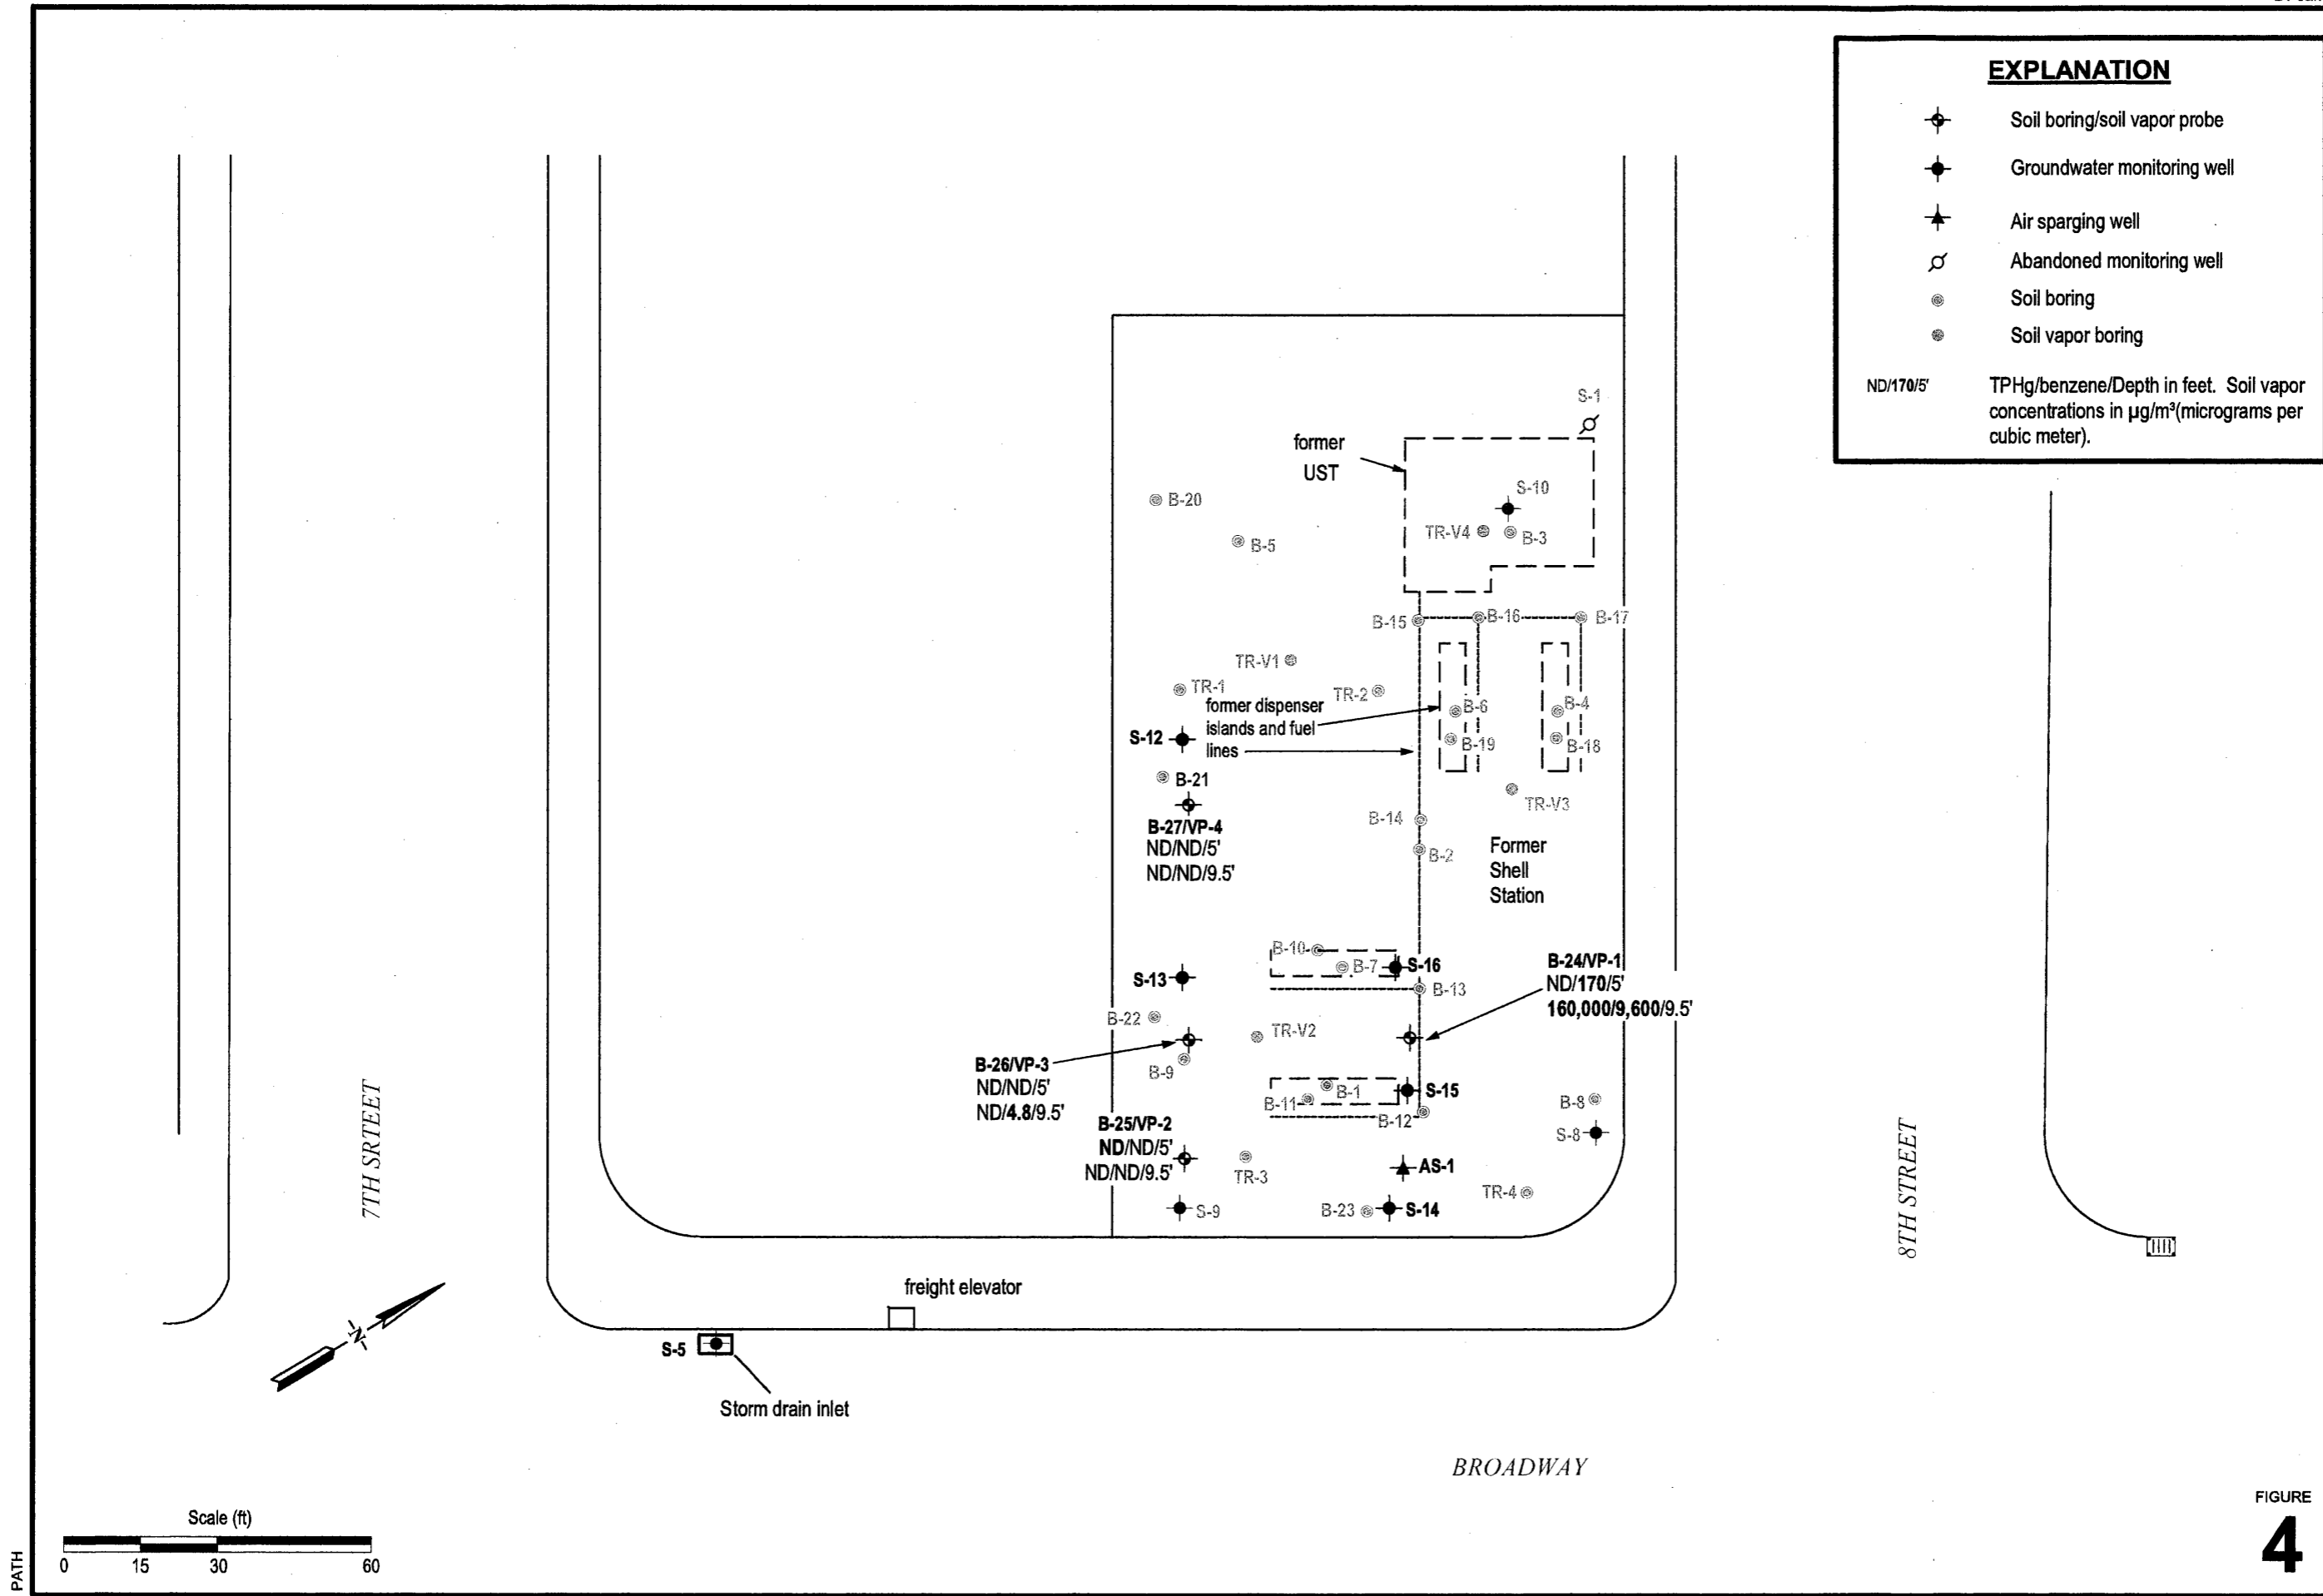 EXPLANATION
Soil boring/soil vapor probe
Groundwater monitoring well
Air sparging well
Abandoned monitoring well
Soil boring
Soil vapor boring
ND/170/5' TPHg/benzene/Depth in feet. Soil vapor
concentrations in µg/m³(micrograms per
cubic meter).
S-1
former
UST
S-10
TR-V4
B-3
B-20
B-5
B-15
B-16
B-17
TR-V1
TR-1
TR-2
former dispenser
islands and fuel
lines
B-6
B-4
S-12
B-19
B-18
B-21
TR-V3
B-27/VP-4
ND/ND/5'
ND/ND/9.5'
B-14
B-2
Former
Shell
Station
B-10
B-7
S-16
S-13
B-13
B-24/VP-1
ND/170/5'
160,000/9,600/9.5'
B-22
TR-V2
B-26/VP-3
ND/ND/5'
ND/4.8/9.5'
B-9
B-1
S-15
B-11
B-12
B-8
S-8
B-25/VP-2
ND/ND/5'
ND/ND/9.5'
TR-3
AS-1
TR-4
S-9
B-23
S-14
7TH SRTEET
8TH STREET
freight elevator
N
S-5
Storm drain inlet
BROADWAY
Scale (ft)
0 15 30 60
PATH
FIGURE
4